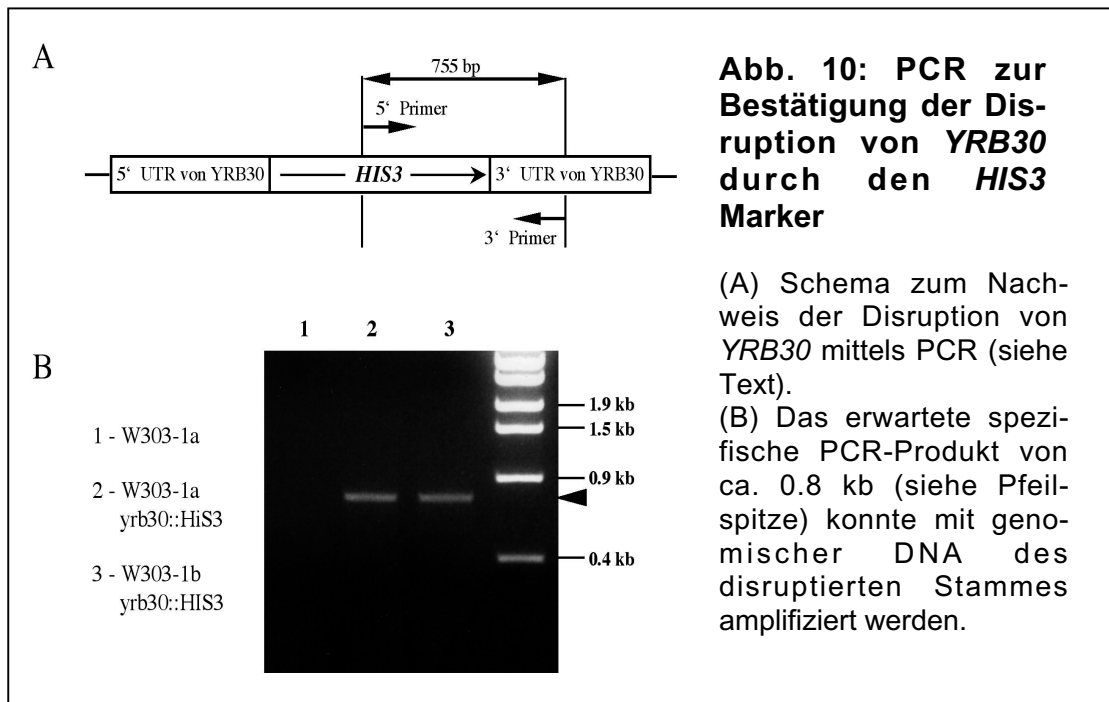 A
755 bp
5‘ Primer
5‘ UTR von YRB30
HIS3
3‘ UTR von YRB30
3‘ Primer
B
1 2 3
1 - W303-1a
2 - W303-1a
yrb30::HiS3
3 - W303-1b
yrb30::HIS3
1.9 kb
1.5 kb
0.9 kb
0.4 kb
Abb. 10: PCR zur
Bestätigung der Dis-
ruption von YRB30
durch den HIS3
Marker
(A) Schema zum Nach-
weis der Disruption von
YRB30 mittels PCR (siehe
Text).
(B) Das erwartete spezi-
fische PCR-Produkt von
ca. 0.8 kb (siehe Pfeil-
spitze) konnte mit geno-
mischer DNA des
disruptierten Stammes
amplifiziert werden.